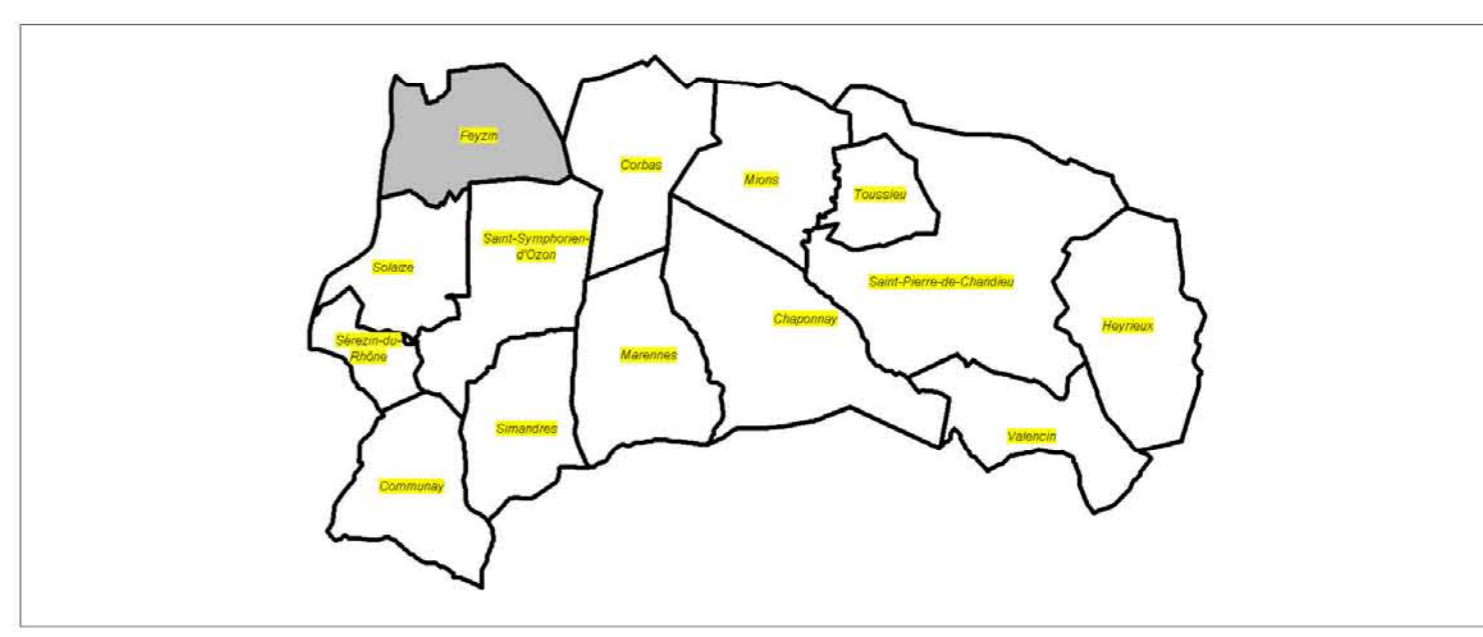 Feyzin
Corbas
Mions
Toussieu
Saint-Symphorien-
d'Ozon
Solaize
Saint-Pierre-de-Chandieu
Chaponnay
Heyrieux
Sérezin-du-
Rhône
Marennes
Simandres
Valencin
Communay